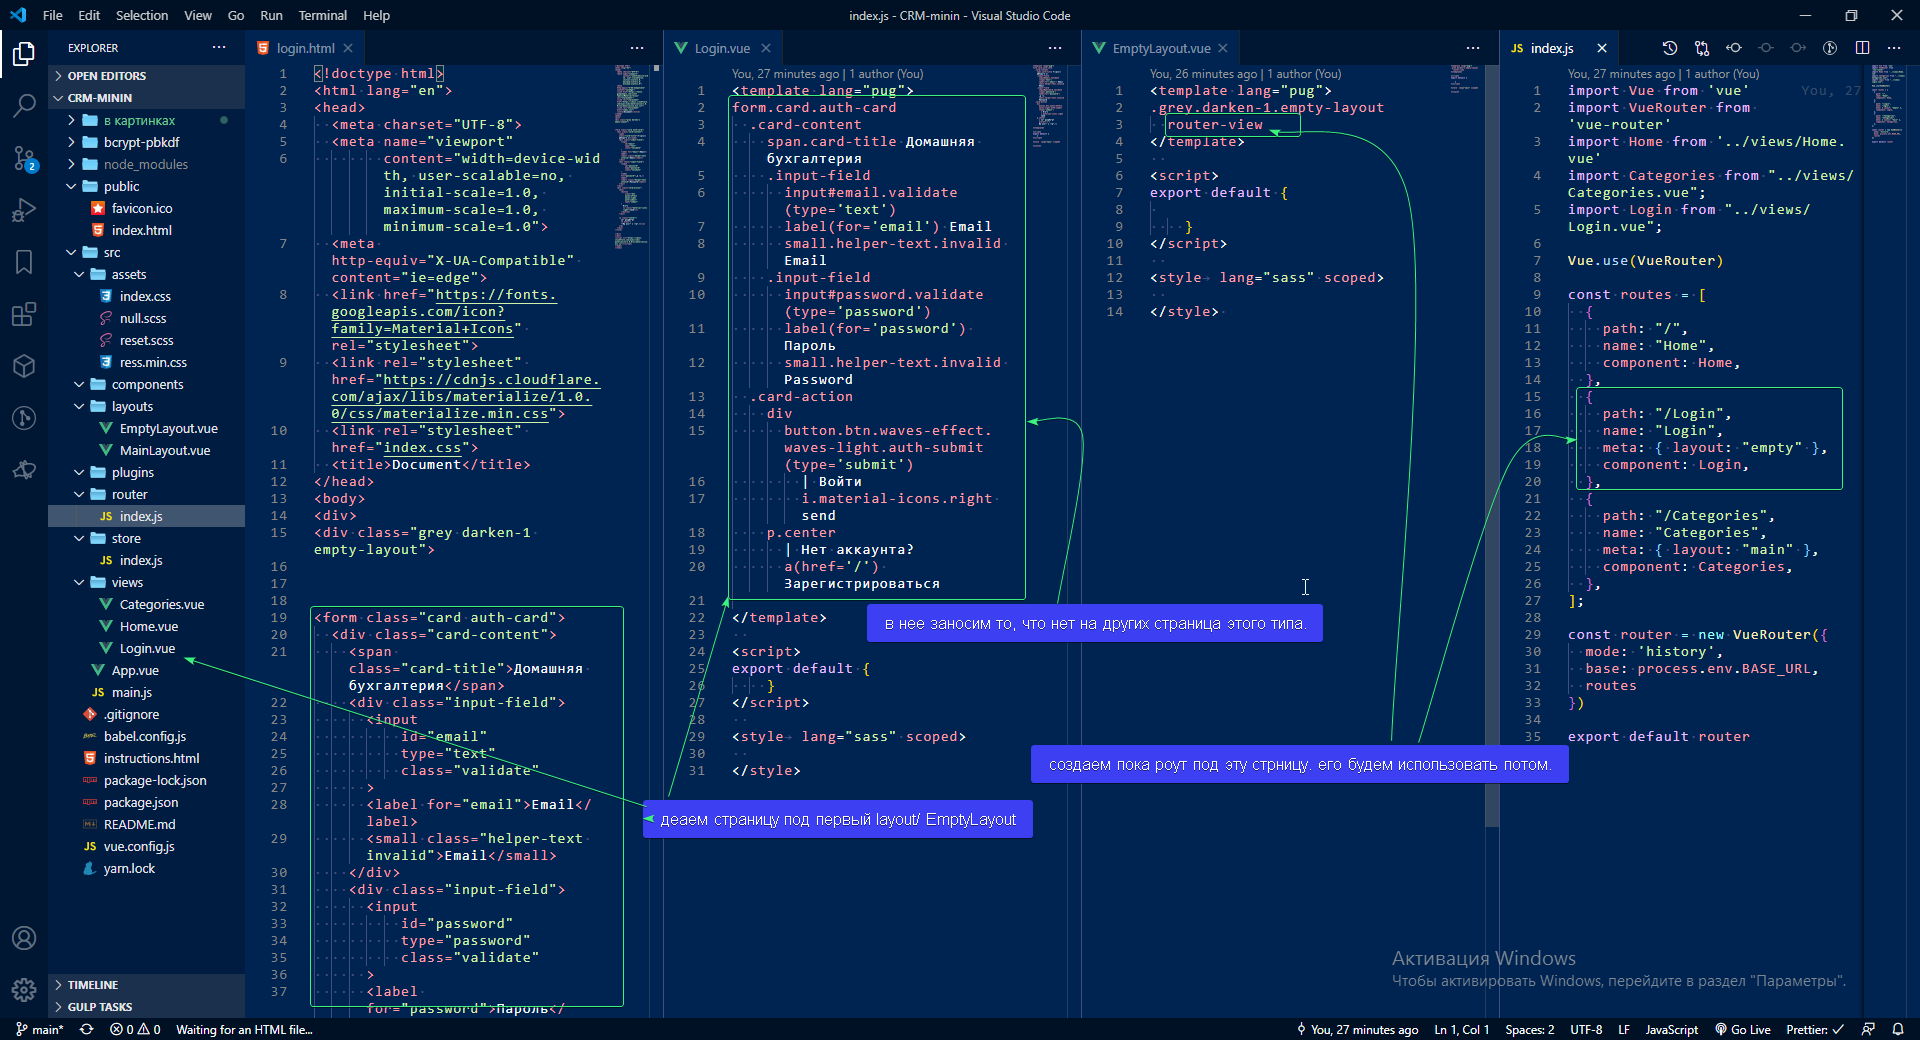 File Edit Selection View Go Run Terminal Help
index.js - CRM-minin - Visual Studio Code
EXPLORER
OPEN EDITORS
CRM-MININ
в картинках
bcrypt-pbkdf
node_modules
public
favicon.ico
index.html
src
assets
index.css
null.scss
reset.scss
ress.min.css
components
layouts
EmptyLayout.vue
MainLayout.vue
plugins
router
index.js
store
index.js
views
Categories.vue
Home.vue
Login.vue
App.vue
main.js
.gitignore
babel.config.js
instructions.html
package-lock.json
package.json
README.md
vue.config.js
yarn.lock
TIMELINE
GULP TASKS
login.html
1 <!doctype html>
2 <html lang="en">
3 <head>
4 <meta charset="UTF-8">
5 <meta name="viewport"
6 content="width=device-wid
th, user-scalable=no,
initial-scale=1.0,
maximum-scale=1.0,
minimum-scale=1.0">
7 <meta
http-equiv="X-UA-Compatible"
content="ie=edge">
8 <link href="https://fonts.
googleapis.com/icon?
family=Material+Icons"
rel="stylesheet">
9 <link rel="stylesheet"
href="https://cdnjs.cloudflare.
com/ajax/libs/materialize/1.0.
0/css/materialize.min.css">
10 <link rel="stylesheet"
href="index.css">
11 <title>Document</title>
12 </head>
13 <body>
14 <div>
15 <div class="grey darken-1
empty-layout">
16
17
18
19 <form class="card auth-card">
20 <div class="card-content">
21 <span
class="card-title">Домашняя
бухгалтерия</span>
22 <div class="input-field">
23 <input
24 id="email"
25 type="text"
26 class="validate"
27 >
28 <label for="email">Email</
label>
29 <small class="helper-text
invalid">Email</small>
30 </div>
31 <div class="input-field">
32 <input
33 id="password"
34 type="password"
35 class="validate"
36 >
37 <label
for="password">Пароль</
Login.vue
You, 27 minutes ago | 1 author (You)
1 <template lang="pug">
2 form.card.auth-card
3 .card-content
4 span.card-title Домашняя
бухгалтерия
5 .input-field
6 input#email.validate
(type='text')
7 label(for='email') Email
8 small.helper-text.invalid
Email
9 .input-field
10 input#password.validate
(type='password')
11 label(for='password')
Пароль
12 small.helper-text.invalid
Password
13 .card-action
14 div
15 button.btn.waves-effect.
waves-light.auth-submit
(type='submit')
16 | Войти
17 i.material-icons.right
send
18 p.center
19 | Нет аккаунта?
20 a(href='/')
Зарегистрироваться
21
22 </template>
23
24 <script>
25 export default {
26 }
27 </script>
28
29 <style lang="sass" scoped>
30
31 </style>
EmptyLayout.vue
You, 26 minutes ago | 1 author (You)
1 <template lang="pug">
2 .grey.darken-1.empty-layout
3 router-view
4 </template>
5
6 <script>
7 export default {
8
9 }
10 </script>
11
12 <style lang="sass" scoped>
13
14 </style>
index.js
You, 27 minutes ago | 1 author (You)
1 import Vue from 'vue' You, 27
2 import VueRouter from
'vue-router'
3 import Home from '../views/Home.
vue'
4 import Categories from "../views/
Categories.vue";
5 import Login from "../views/
Login.vue";
6
7 Vue.use(VueRouter)
8
9 const routes = [
10 {
11 path: "/",
12 name: "Home",
13 component: Home,
14 },
15 {
16 path: "/Login",
17 name: "Login",
18 meta: { layout: "empty" },
19 component: Login,
20 },
21 {
22 path: "/Categories",
23 name: "Categories",
24 meta: { layout: "main" },
25 component: Categories,
26 },
27 ];
28
29 const router = new VueRouter({
30 mode: 'history',
31 base: process.env.BASE_URL,
32 routes
33 })
34
35 export default router
в нее заносим то, что нет на других страница этого типа.
создаем пока роут под эту стрницу. его будем использовать потом.
деаем страницу под первый layout/ EmptyLayout
Активация Windows
Чтобы активировать Windows, перейдите в раздел "Параметры".
2
main* 0 0 Waiting for an HTML file... You, 27 minutes ago Ln 1, Col 1 Spaces: 2 UTF-8 LF JavaScript Go Live Prettier: ✓